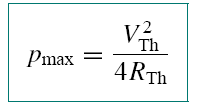 p_max = V_Th^2 / 4R_Th